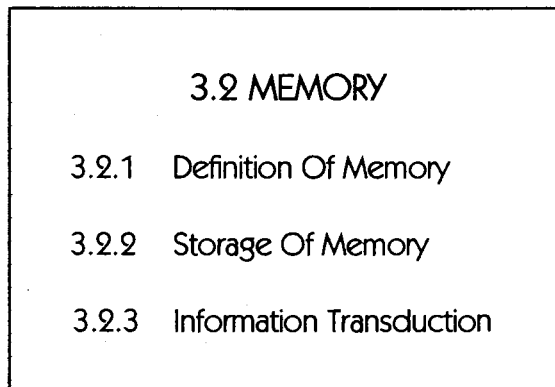 3.2 MEMORY
3.2.1 Definition Of Memory
3.2.2 Storage Of Memory
3.2.3 Information Transduction